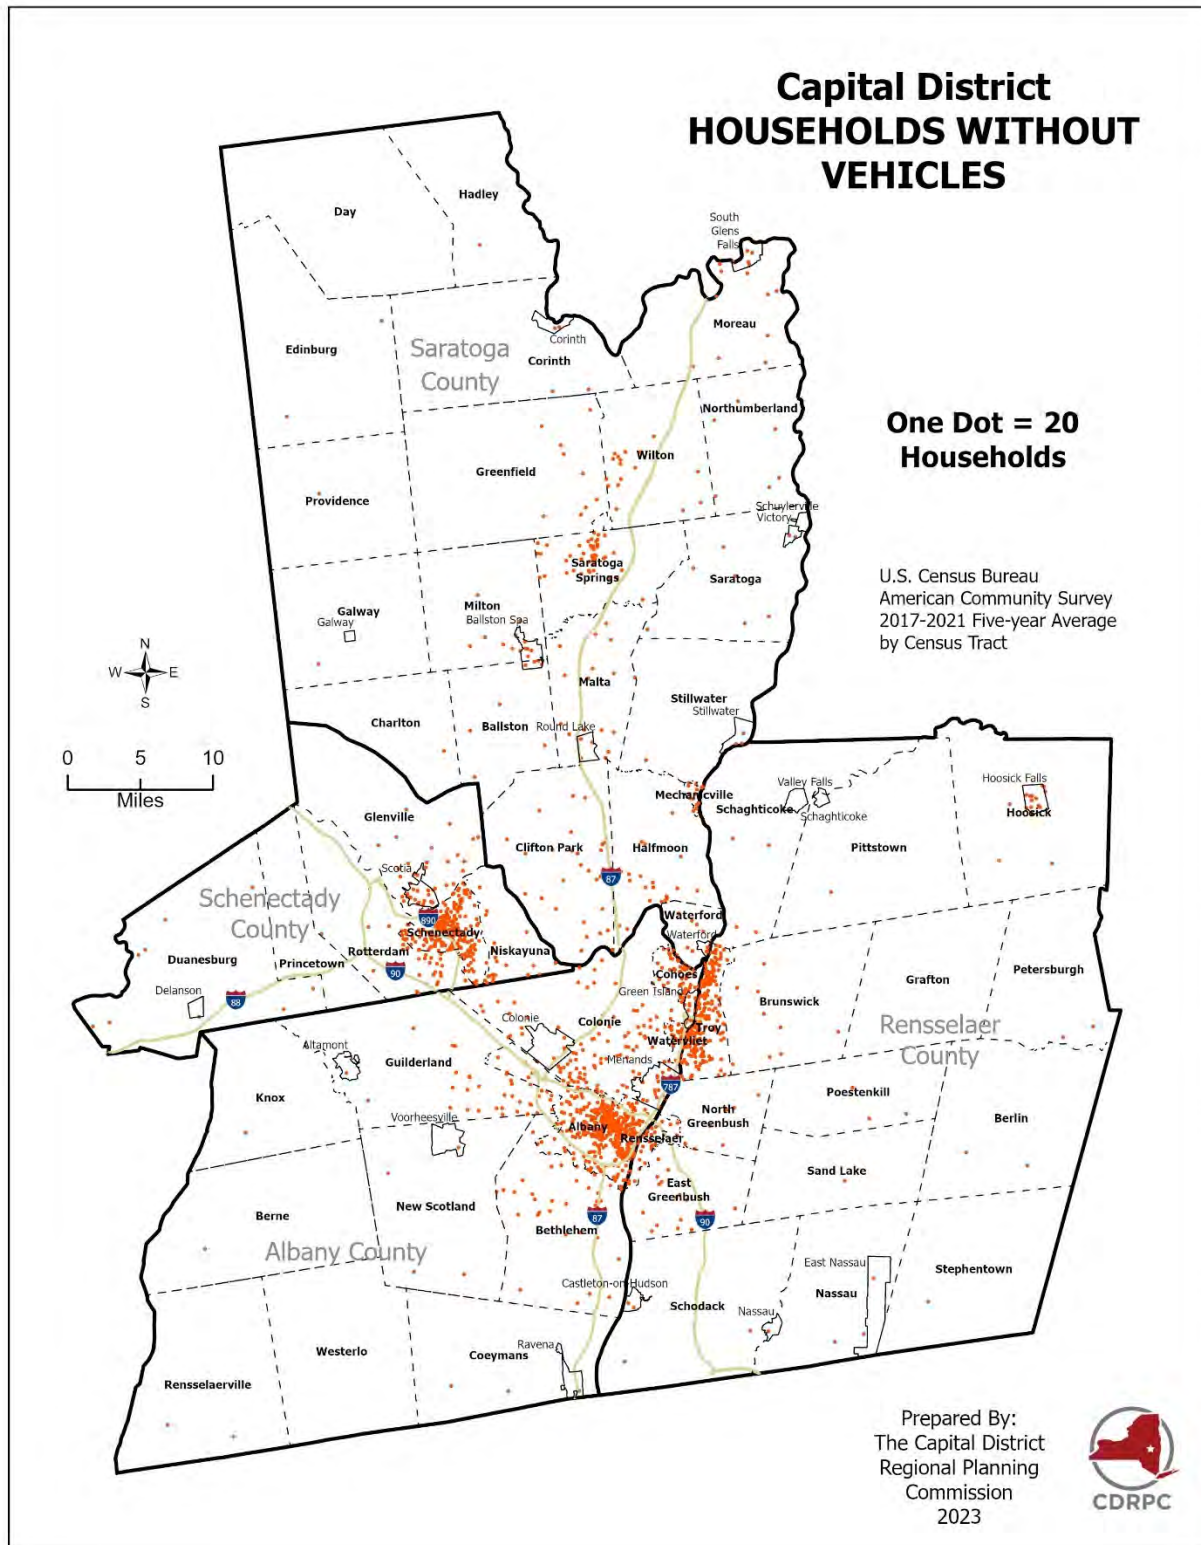 Capital District
HOUSEHOLDS WITHOUT
VEHICLES
Day
Hadley
South
Glens
Falls
Moreau
Corinth
Edinburg
Saratoga
County
Corinth
Northumberland
One Dot = 20
Households
Wilton
Greenfield
Providence
Schuylerville
Victory
Saratoga
Springs
Saratoga
U.S. Census Bureau
American Community Survey
2017-2021 Five-year Average
by Census Tract
Galway
Galway
Milton
Ballston Spa
N
W
E
S
Malta
Stillwater
Stillwater
Charlton
Ballston
Round Lake
0
5
10
Miles
Valley Falls
Hoosick Falls
Mechanicville
Schaghticoke
Schaghticoke
Hoosick
Glenville
Clifton Park
Halfmoon
Pittstown
Scotia
87
Schenectady
County
890
Schenectady
Waterford
Waterford
Rotterdam
Niskayuna
Duanesburg
Princetown
90
Cohoes
Grafton
Petersburgh
Delanson
88
Green Island
Brunswick
Colonie
Colonie
Troy
Watervliet
Rensselaer
County
Altamont
Guilderland
Menands
787
Knox
Poestenkill
Voorheesville
Albany
Rensselaer
North
Greenbush
Berlin
Sand Lake
New Scotland
East
Greenbush
Berne
Bethlehem
87
90
Albany County
East Nassau
Stephentown
Castleton-on-Hudson
Schodack
Nassau
Nassau
Westerlo
Coeymans
Ravena
Rensselaerville
Prepared By:
The Capital District
Regional Planning
Commission
2023
CDRPC